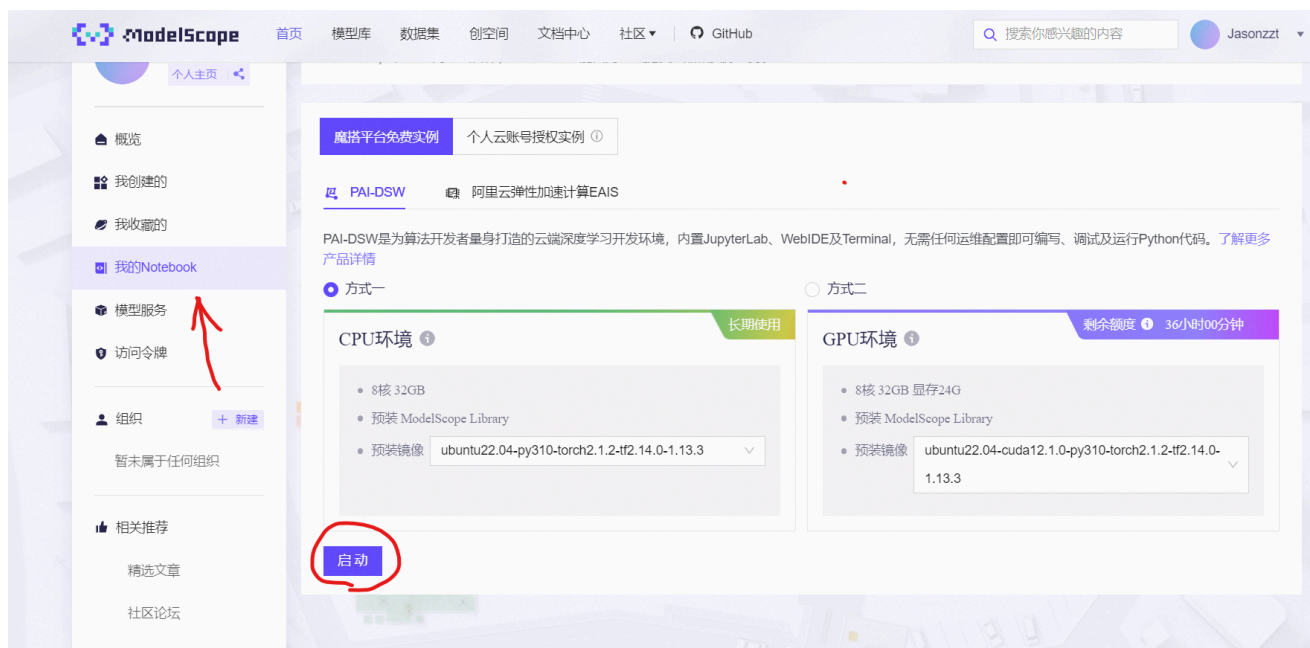 ModelScope 首页 模型库 数据集 创空间 文档中心 社区 GitHub 搜索你感兴趣的内容 Jasonzzt
个人主页
概览
我创建的
我收藏的
我的Notebook
模型服务
访问令牌
组织 + 新建
暂未属于任何组织
相关推荐
精选文章
社区论坛
魔搭平台免费实例 个人云账号授权实例
PAI-DSW 阿里云弹性加速计算EAIS
PAI-DSW是为算法开发者量身打造的云端深度学习开发环境，内置JupyterLab、WebIDE及Terminal，无需任何运维配置即可编写、调试及运行Python代码。了解更多
产品详情
方式一 方式二
CPU环境 长期使用
8核 32GB
预装 ModelScope Library
预装镜像 ubuntu22.04-py310-torch2.1.2-tf2.14.0-1.13.3
GPU环境 剩余额度 36小时00分钟
8核 32GB 显存24G
预装 ModelScope Library
预装镜像 ubuntu22.04-cuda12.1.0-py310-torch2.1.2-tf2.14.0-
1.13.3
启动